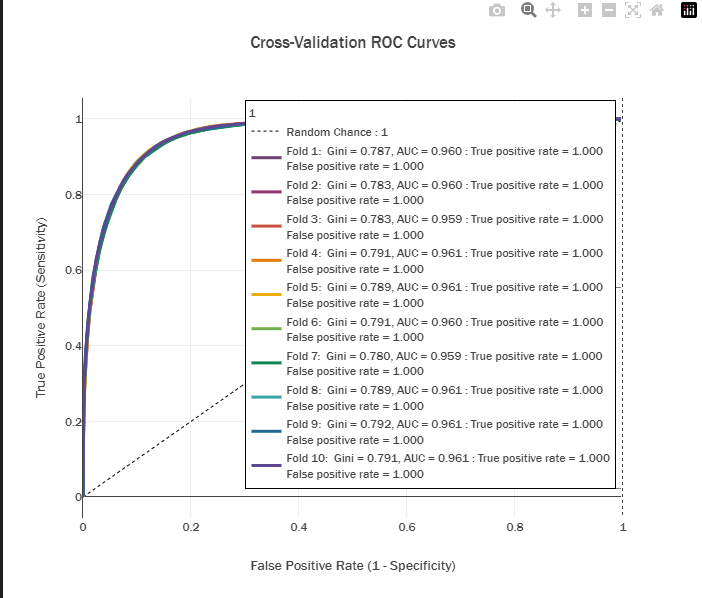 Cross-Validation ROC Curves
1
Random Chance : 1
Fold 1:  Gini = 0.787, AUC = 0.960 : True positive rate = 1.000
False positive rate = 1.000
Fold 2:  Gini = 0.783, AUC = 0.960 : True positive rate = 1.000
False positive rate = 1.000
Fold 3:  Gini = 0.783, AUC = 0.959 : True positive rate = 1.000
False positive rate = 1.000
Fold 4:  Gini = 0.791, AUC = 0.961 : True positive rate = 1.000
False positive rate = 1.000
Fold 5:  Gini = 0.789, AUC = 0.961 : True positive rate = 1.000
False positive rate = 1.000
Fold 6:  Gini = 0.791, AUC = 0.960 : True positive rate = 1.000
False positive rate = 1.000
Fold 7:  Gini = 0.780, AUC = 0.959 : True positive rate = 1.000
False positive rate = 1.000
Fold 8:  Gini = 0.789, AUC = 0.961 : True positive rate = 1.000
False positive rate = 1.000
Fold 9:  Gini = 0.792, AUC = 0.961 : True positive rate = 1.000
False positive rate = 1.000
Fold 10:  Gini = 0.791, AUC = 0.961 : True positive rate = 1.000
False positive rate = 1.000
True Positive Rate (Sensitivity)
1
0.8
0.6
0.4
0.2
0
0 0.2 0.4 0.6 0.8 1
False Positive Rate (1 - Specificity)